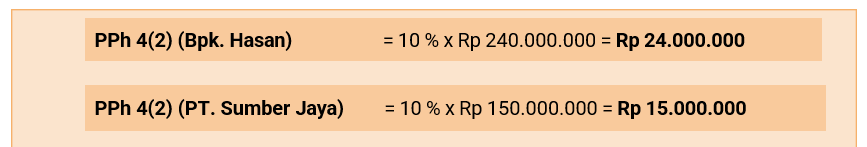 PPh 4(2) (Bpk. Hasan) = 10 % x Rp 240.000.000 = Rp 24.000.000
PPh 4(2) (PT. Sumber Jaya) = 10 % x Rp 150.000.000 = Rp 15.000.000